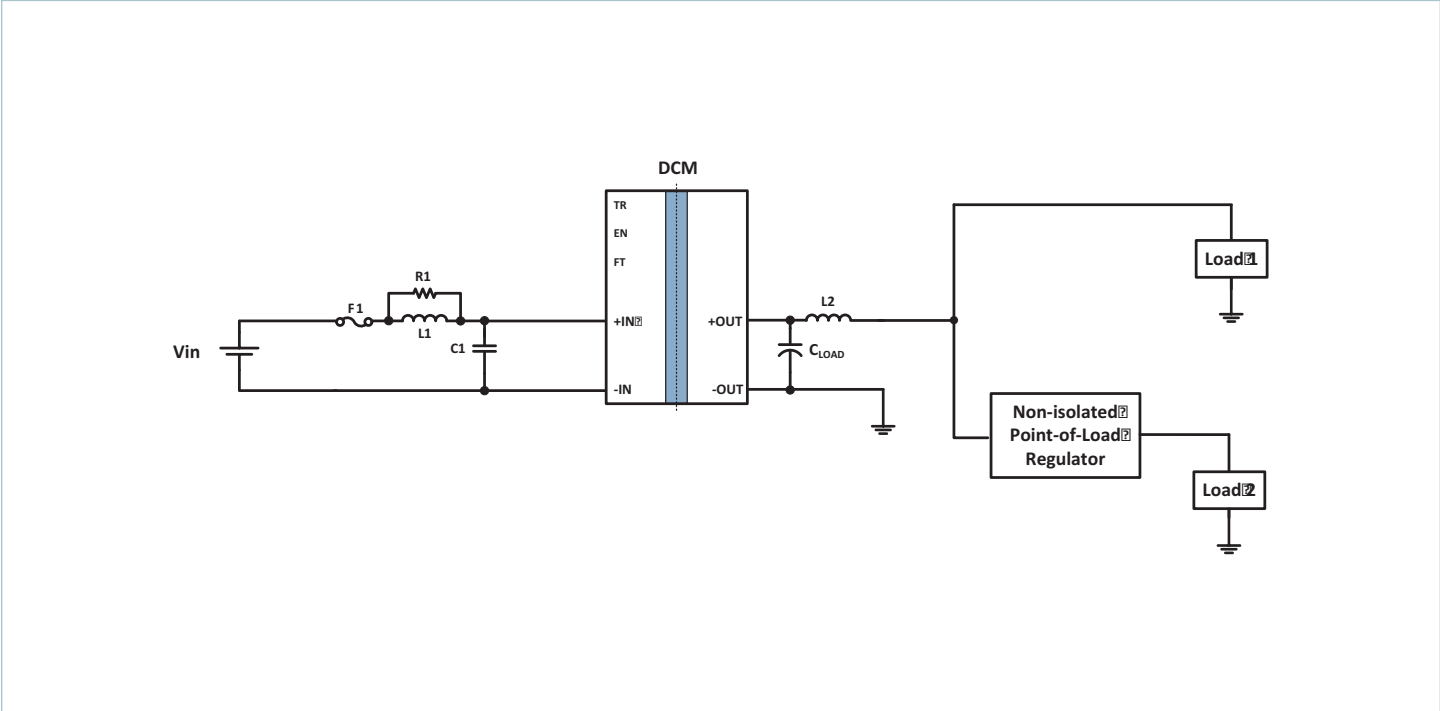 DCM
TR
EN
FT
+IN
-IN
+OUT
-OUT
R1
F1
L1
C1
Vin
L2
CLOAD
Load 1
Non-isolated
Point-of-Load
Regulator
Load 2